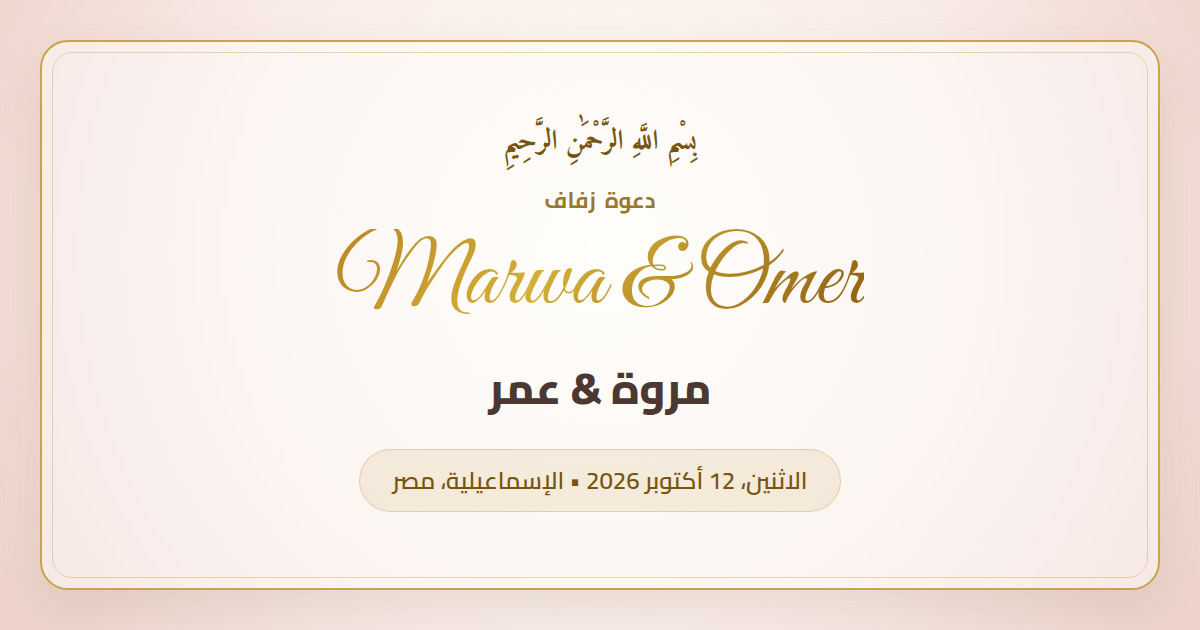 بِسْمِ اللَّهِ الرَّحْمَٰنِ الرَّحِيمِ
دعوة زفاف
Marwa & Omer
مروة & عمر
الاثنين، 12 أكتوبر 2026 ▪ الإسماعيلية، مصر